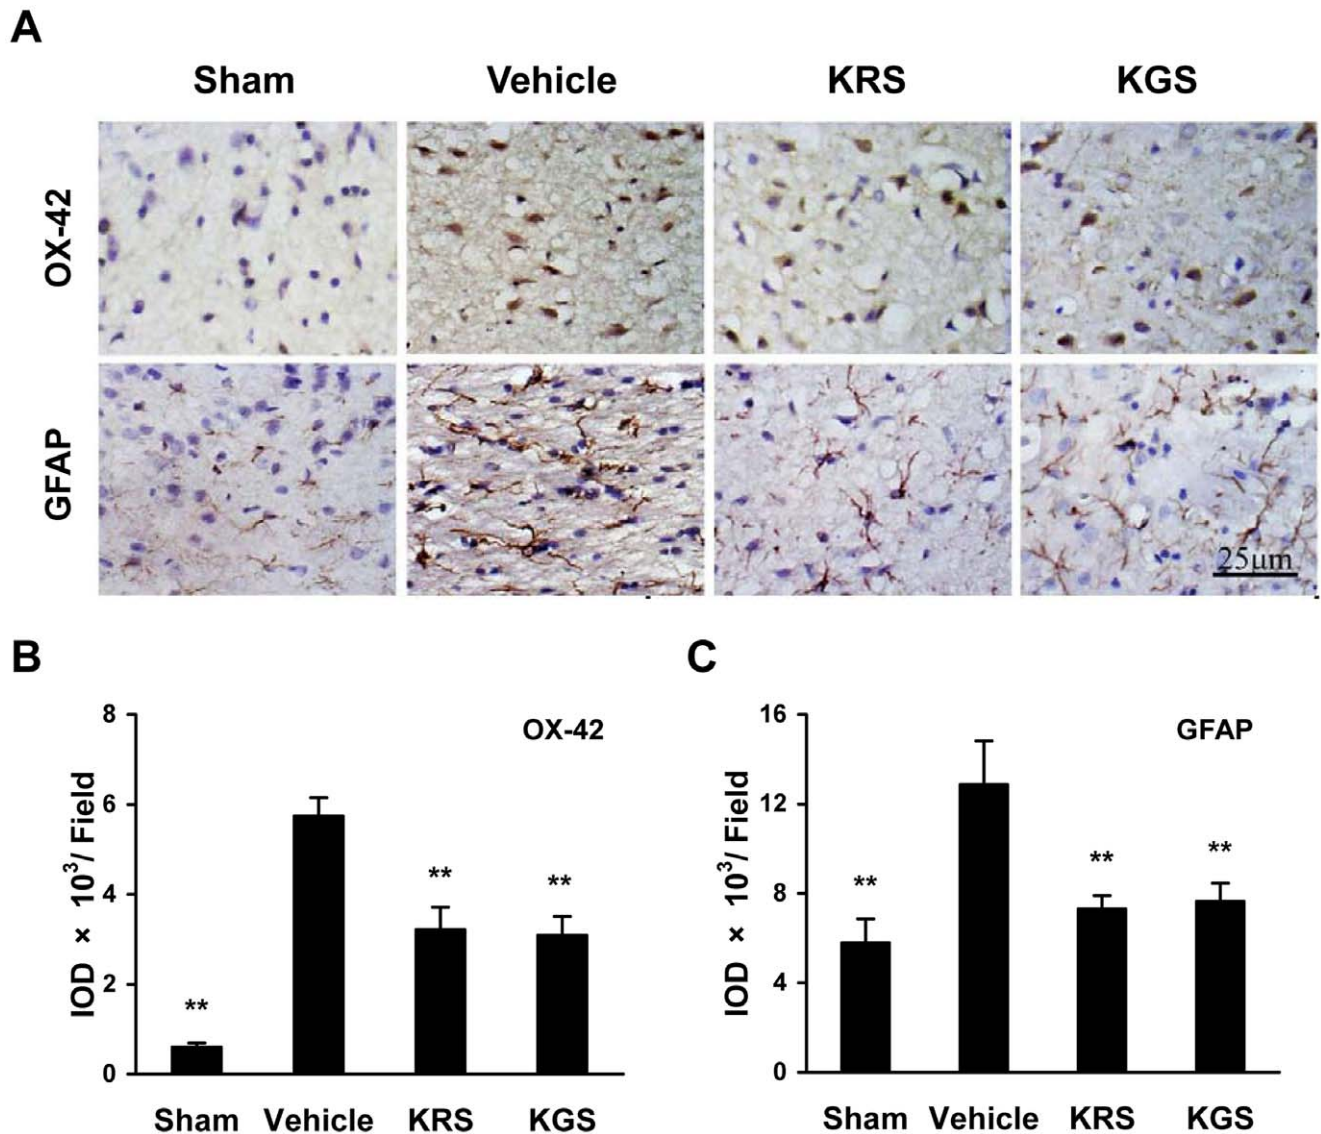 A
Sham Vehicle KRS KGS
OX-42
GFAP
25μm
B
OX-42
IOD × 10³/ Field
8
6
4
2
0
** ** **
Sham Vehicle KRS KGS
C
GFAP
IOD × 10³/ Field
16
12
8
4
0
** ** **
Sham Vehicle KRS KGS